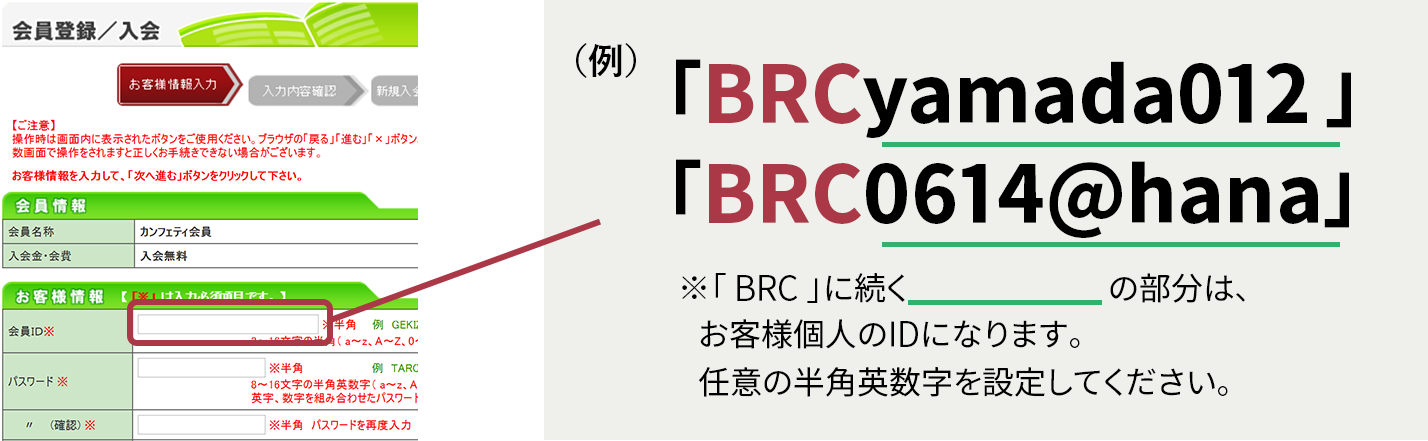 会員登録／入会
お客様情報入力
入力内容確認
新規入会
【ご注意】
操作時は画面内に表示されたボタンをご使用ください。ブラウザの「戻る」「進む」「×」ボタン
数画面で操作をされますと正しくお手続きできない場合がございます。
お客様情報を入力して、「次へ進む」ボタンをクリックして下さい。
会員情報
会員名称 カンフェティ会員
入会金・会費 入会無料
お客様情報 【「※」は入力必須項目です。】
会員ID※ ※半角 例 GEKIZ
8〜16文字の半角（a〜z、A〜Z、0〜
パスワード ※ ※半角 例 TARO
8〜16文字の半角英数字（a〜z、A
英字、数字を組み合わせたパスワード
〃 （確認）※ ※半角 パスワードを再度入力
（例）
「BRCyamada012 」
「BRC0614@hana」
※「 BRC 」に続く の部分は、
お客様個人のIDになります。
任意の半角英数字を設定してください。